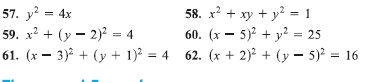 57. y² = 4x 58. x² + xy + y² = 1
59. x² + (y − 2)² = 4 60. (x − 5)² + y² = 25
61. (x − 3)² + (y + 1)² = 4 62. (x + 2)² + (y − 5)² = 16